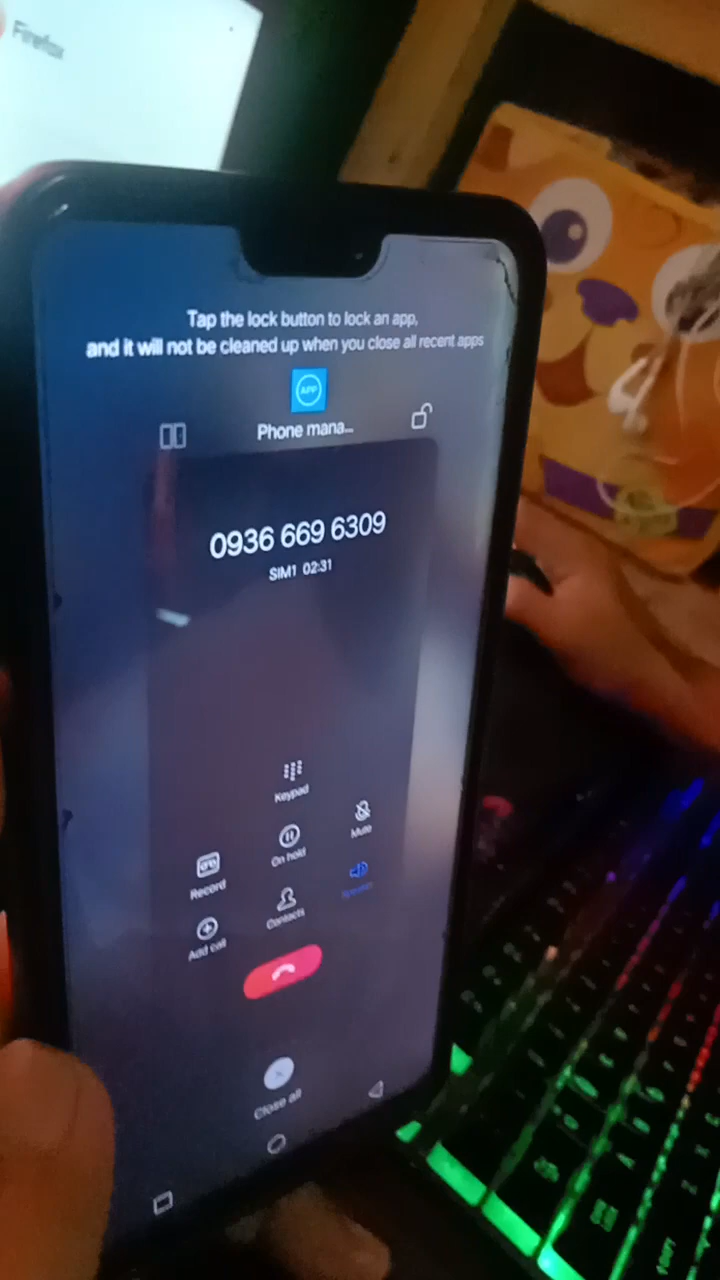 Firefox
Tap the lock button to lock an app,
and it will not be cleaned up when you close all recent apps
APP
Phone mana...
0936 669 6309
SIM1 02:31
Keypad
Mute
On hold
Record
Speaker
Contacts
Add call
Close all